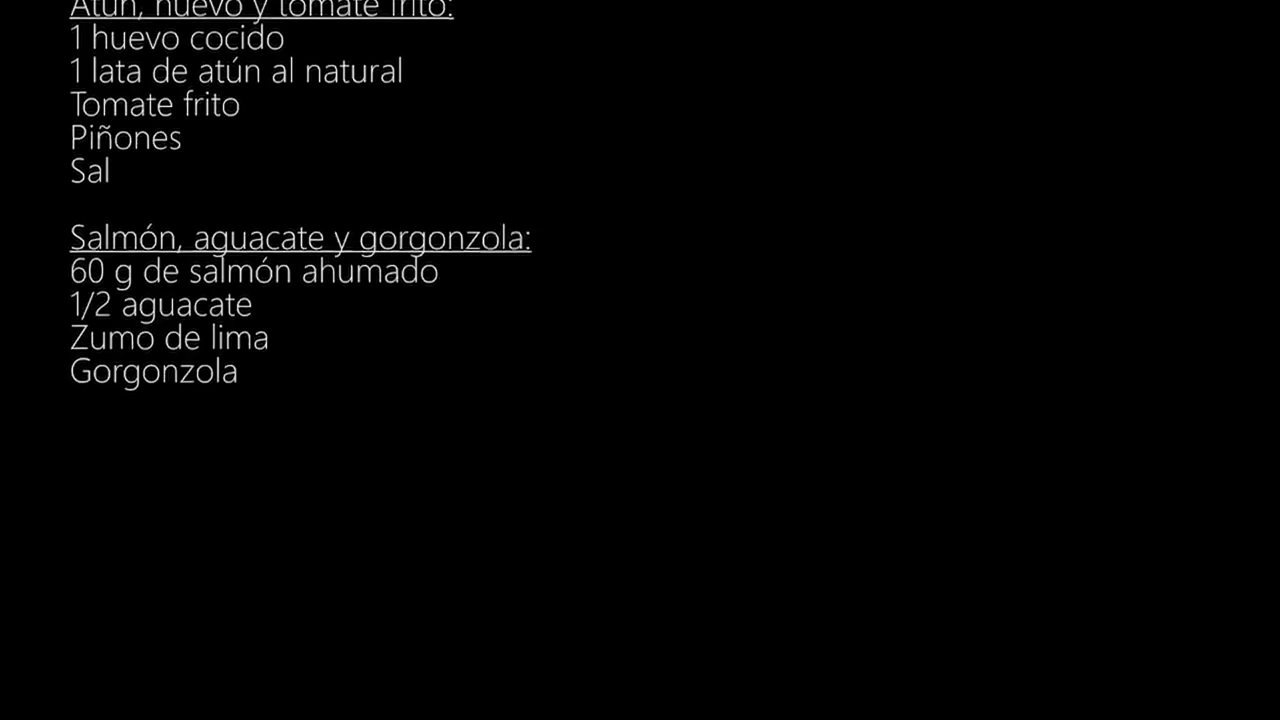 Atún, huevo y tomate frito:
1 huevo cocido
1 lata de atún al natural
Tomate frito
Piñones
Sal
Salmón, aguacate y gorgonzola:
60 g de salmón ahumado
1/2 aguacate
Zumo de lima
Gorgonzola